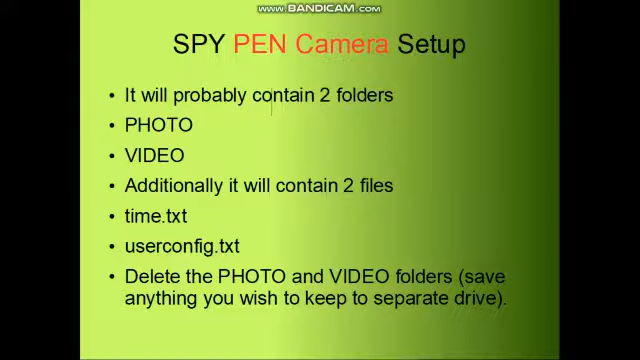 www.BANDICAM.com
SPY PEN Camera Setup
• It will probably contain 2 folders
• PHOTO
• VIDEO
• Additionally it will contain 2 files
• time.txt
• userconfig.txt
• Delete the PHOTO and VIDEO folders (save
anything you wish to keep to separate drive).